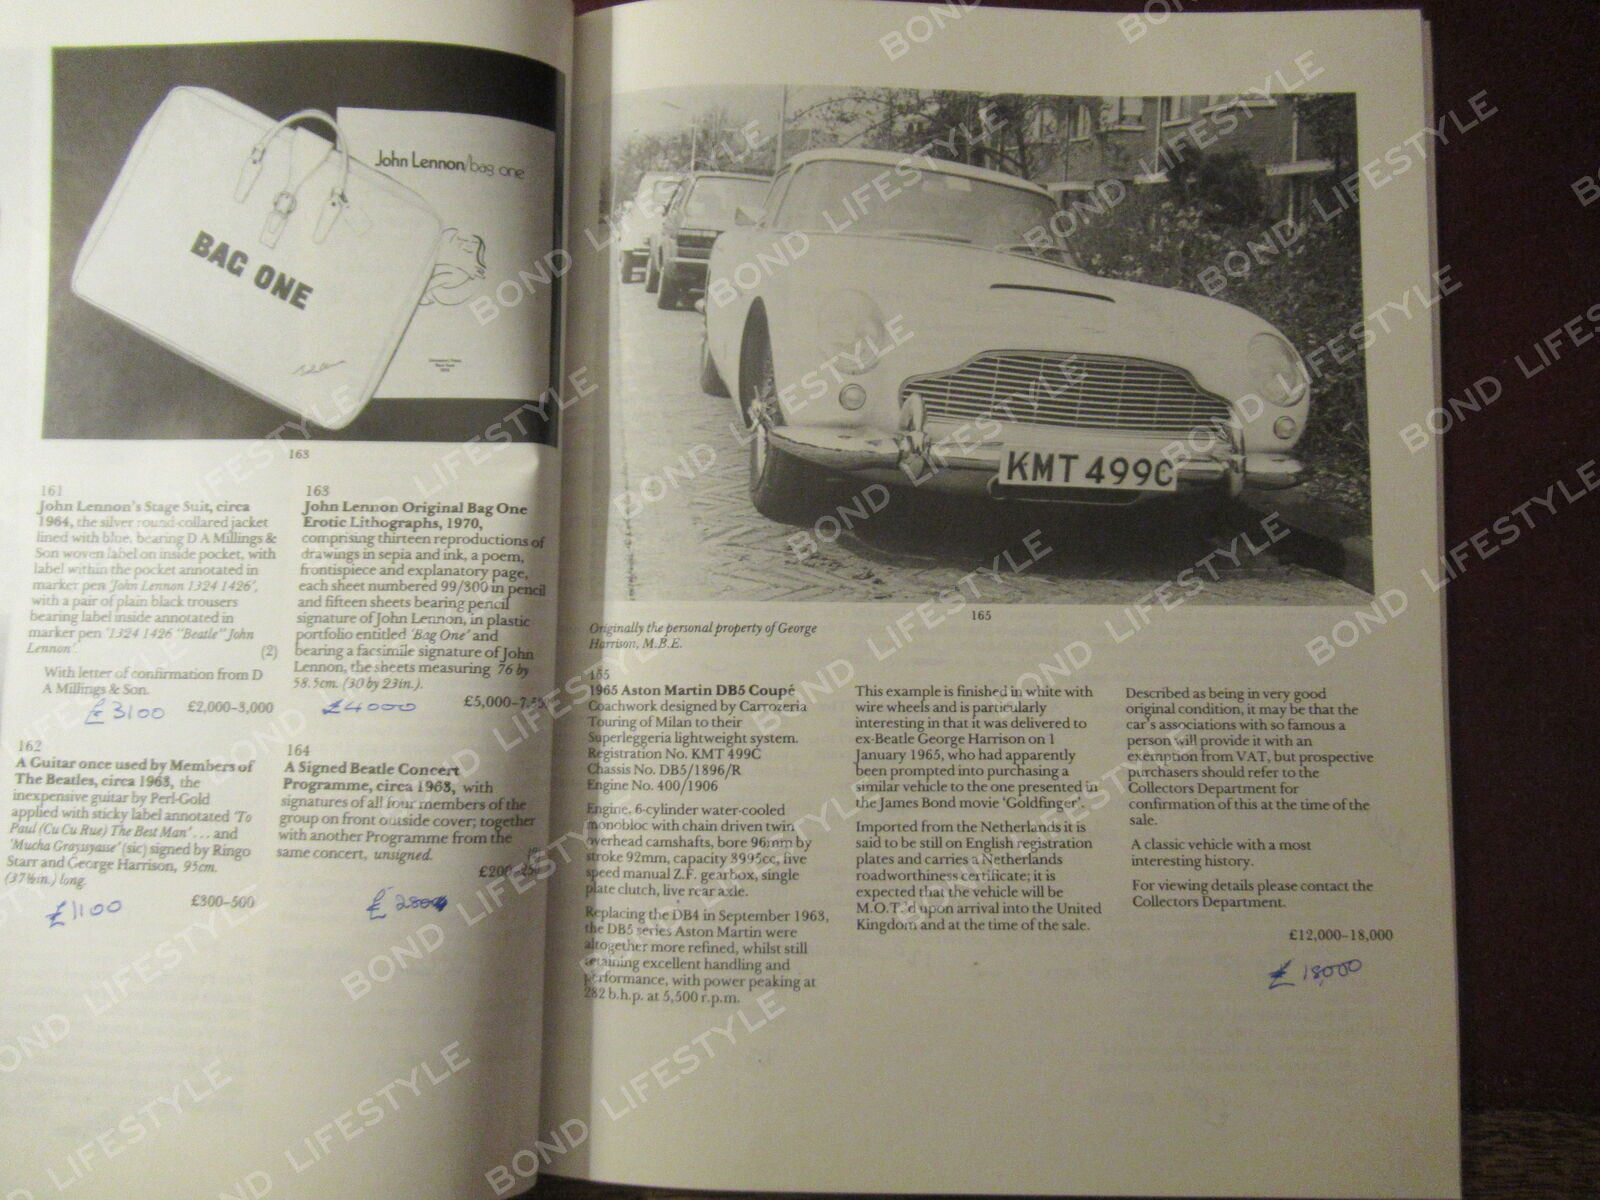 John Lennon/bag one
BAG ONE
163
161
John Lennon's Stage Suit, circa
1964, the silver round-collared jacket
lined with blue, bearing D A Millings &
Son woven label on inside pocket, with
label within the pocket annotated in
marker pen 'John Lennon 1324 1426',
with a pair of plain black trousers
bearing label inside annotated in
marker pen '1324 1426 "Beatle" John
Lennon'. (2)
With letter of confirmation from D
A Millings & Son.
£2,000–3,000
£3100
162
A Guitar once used by Members of
The Beatles, circa 1963, the
inexpensive guitar by Perl-Gold
applied with sticky label annotated 'To
Paul (Cu Cu Rue) The Best Man' . . . and
(sic) signed by Ringo
Starr and George Harrison, 95cm.
(37½in.) long.
£300–500
£1100
163
John Lennon Original Bag One
Erotic Lithographs, 1970,
comprising thirteen reproductions of
drawings in sepia and ink, a poem,
frontispiece and explanatory page,
each sheet numbered 99/300 in pencil
and fifteen sheets bearing pencil
signature of John Lennon, in plastic
portfolio entitled 'Bag One' and
bearing a facsimile signature of John
Lennon, the sheets measuring 76 by
58.5cm. (30 by 23in.).
£5,000–7,5
£4000
164
A Signed Beatle Concert
Programme, circa 1963, with
signatures of all four members of the
group on front outside cover; together
with another Programme from the
same concert, unsigned.
£200–250
KMT 499C
165
Originally the personal property of George
Harrison, M.B.E.
165
1965 Aston Martin DB5 Coupé
Coachwork designed by Carrozeria
Touring of Milan to their
Superleggeria lightweight system.
Registration No. KMT 499C
Chassis No. DB5/1896/R
Engine No. 400/1906
Engine. 6-cylinder water-cooled
monobloc with chain driven twin
overhead camshafts, bore 96mm by
stroke 92mm, capacity 3995cc, five
speed manual Z.F. gearbox, single
plate clutch, live rear axle.
Replacing the DB4 in September 1963,
the DB5 series Aston Martin were
altogether more refined, whilst still
retaining excellent handling and
performance, with power peaking at
282 b.h.p. at 5,500 r.p.m.
This example is finished in white with
wire wheels and is particularly
interesting in that it was delivered to
ex-Beatle George Harrison on 1
January 1965, who had apparently
been prompted into purchasing a
similar vehicle to the one presented in
the James Bond movie 'Goldfinger'.
Imported from the Netherlands it is
said to be still on English registration
plates and carries a Netherlands
roadworthiness certificate; it is
expected that the vehicle will be
M.O.T.'d upon arrival into the United
Kingdom and at the time of the sale.
Described as being in very good
original condition, it may be that the
car's associations with so famous a
person will provide it with an
exemption from VAT, but prospective
purchasers should refer to the
Collectors Department for
confirmation of this at the time of the
sale.
A classic vehicle with a most
interesting history.
For viewing details please contact the
Collectors Department.
£12,000–18,000
£18,000
BOND LIFESTYLE